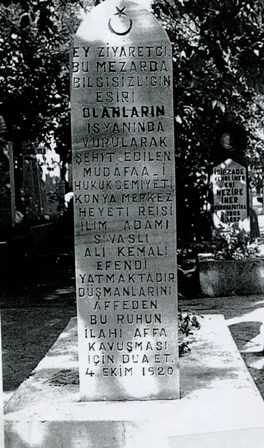 EY ZİYARETGİ
BU MEZARDA
BİLGİSİZLİĞİN
ESİRİ
OLANLARIN
İSYANINDA
VURULARAK
ŞEHİT.EDİLEN
MÜDAFAA-İ
HUKUK CEMİYETİ
KONYA MERKEZ
HEYETİ REİSİ
İLİM ADAMI
SİVASLI
ALİ KEMALİ
EFENDİ
YATMAKTADIR
DÜŞMANLARINI
AFFEDEN
BU RUHUN
İLAHİ AFFA
KAVUŞMASI
İÇİN DUA ET.
4.EKİM 1920